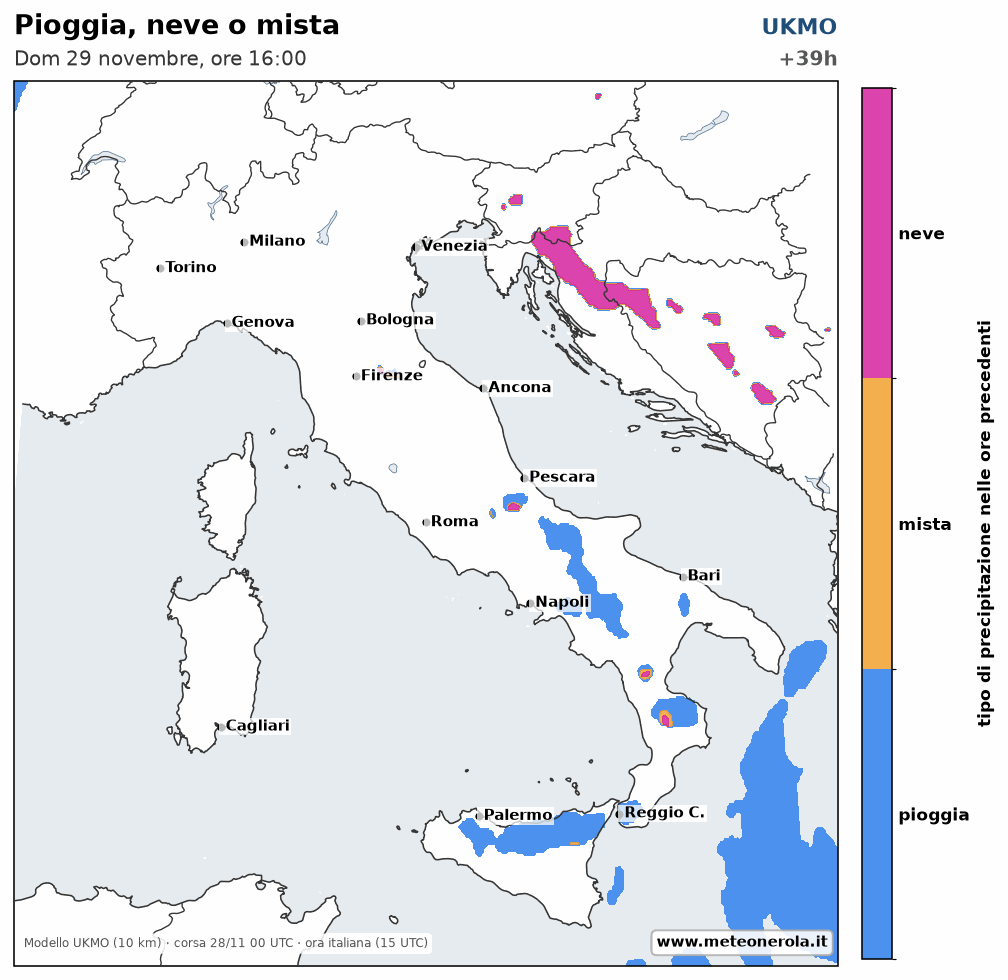 Pioggia, neve o mista
UKMO
Dom 29 novembre, ore 16:00
+39h
Milano
Venezia
Torino
Genova
Bologna
Firenze
Ancona
Pescara
Roma
Bari
Napoli
Cagliari
Palermo
Reggio C.
neve
mista
pioggia
tipo di precipitazione nelle ore precedenti
Modello UKMO (10 km) · corsa 28/11 00 UTC · ora italiana (15 UTC)
www.meteonerola.it